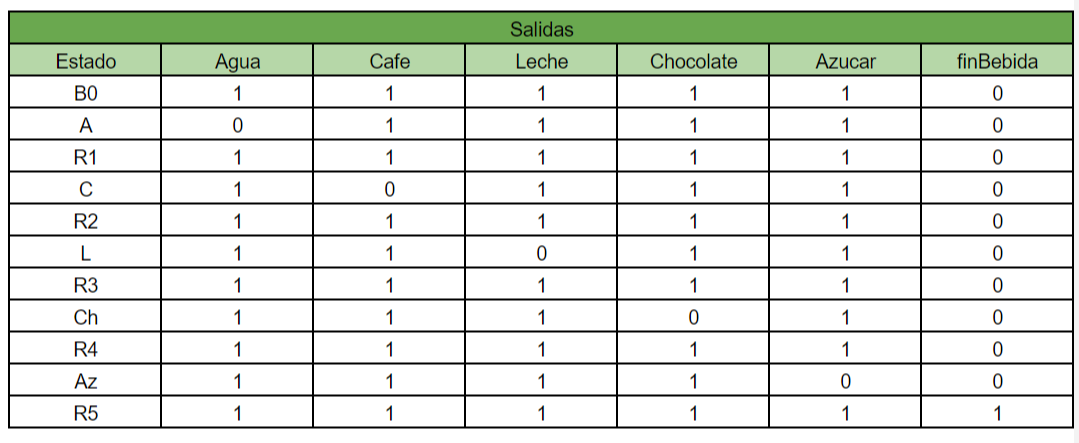 Salidas
Estado Agua Cafe Leche Chocolate Azucar finBebida
B0 1 1 1 1 1 0
A 0 1 1 1 1 0
R1 1 1 1 1 1 0
C 1 0 1 1 1 0
R2 1 1 1 1 1 0
L 1 1 0 1 1 0
R3 1 1 1 1 1 0
Ch 1 1 1 0 1 0
R4 1 1 1 1 1 0
Az 1 1 1 1 0 0
R5 1 1 1 1 1 1